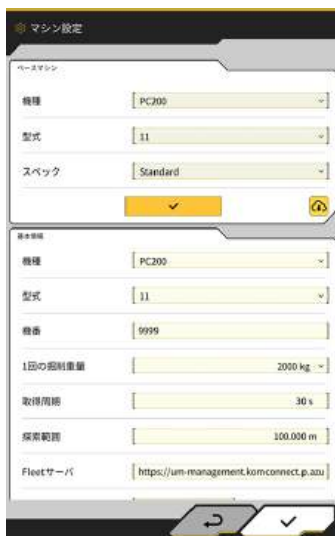 マシン設定
ベースマシン
機種 PC200
型式 11
スペック Standard
基本情報
機種 PC200
型式 11
機番 9999
1回の掘削重量 2000 kg
取得周期 30 s
探索範囲 100.000 m
Fleetサーバ https://um-management.komconnect.p.azu